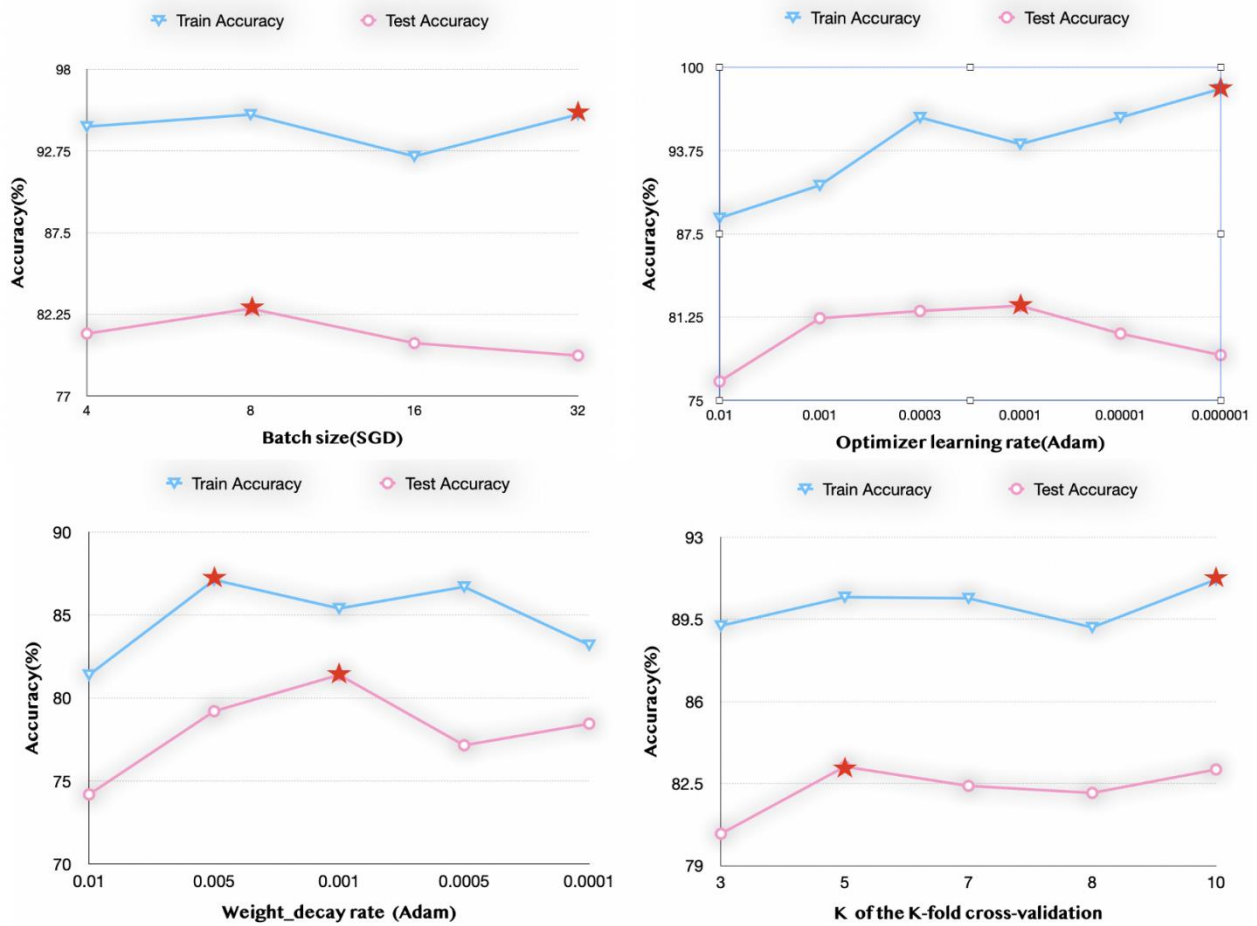 Train Accuracy
Test Accuracy
98
92.75
87.5
82.25
77
Accuracy(%)
4
8
16
32
Batch size(SGD)
Train Accuracy
Test Accuracy
100
93.75
87.5
81.25
75
Accuracy(%)
0.01
0.001
0.0003
0.0001
0.00001
0.000001
Optimizer learning rate(Adam)
Train Accuracy
Test Accuracy
90
85
80
75
70
Accuracy(%)
0.01
0.005
0.001
0.0005
0.0001
Weight_decay rate (Adam)
Train Accuracy
Test Accuracy
93
89.5
86
82.5
79
Accuracy(%)
3
5
7
8
10
K of the K-fold cross-validation